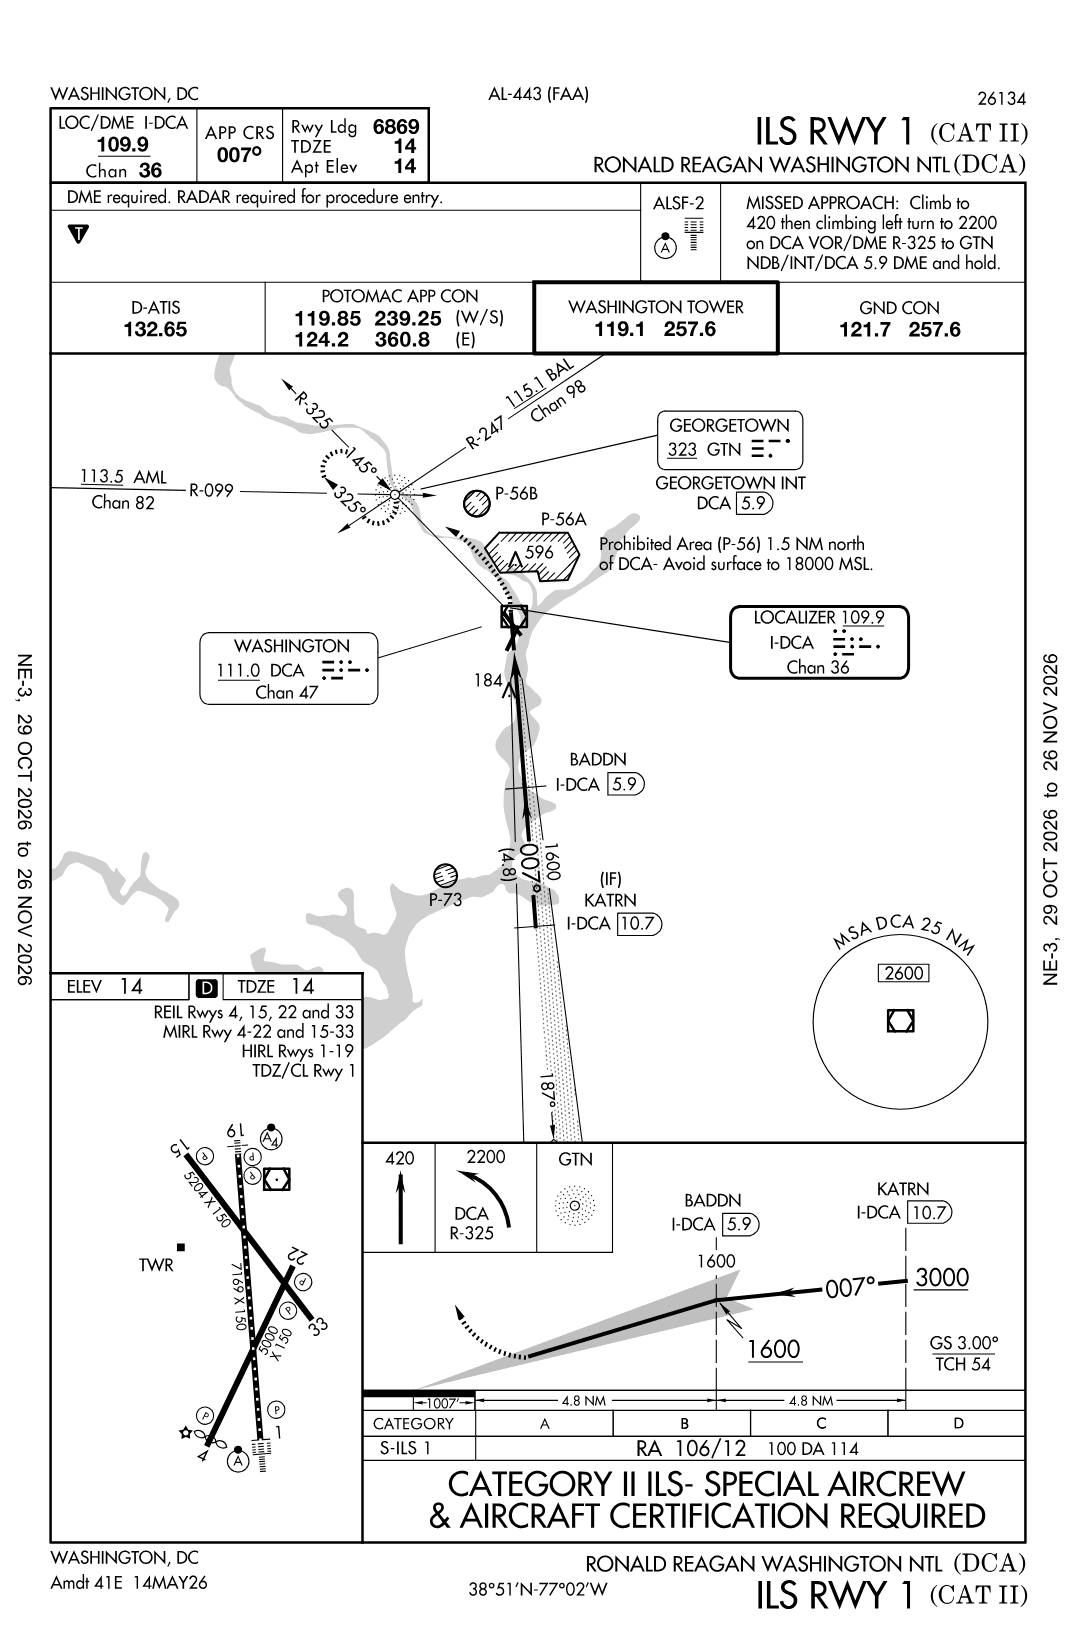 WASHINGTON, DC
AL-443 (FAA)
26134
LOC/DME I-DCA
109.9
Chan 36
APP CRS
007°
Rwy Ldg 6869
TDZE 14
Apt Elev 14
ILS RWY 1 (CAT II)
RONALD REAGAN WASHINGTON NTL (DCA)
DME required. RADAR required for procedure entry.
T
ALSF-2
A
MISSED APPROACH: Climb to
420 then climbing left turn to 2200
on DCA VOR/DME R-325 to GTN
NDB/INT/DCA 5.9 DME and hold.
D-ATIS
132.65
POTOMAC APP CON
119.85 239.25 (W/S)
124.2 360.8 (E)
WASHINGTON TOWER
119.1 257.6
GND CON
121.7 257.6
R-325
145°
325°
115.1 BAL
Chan 98
R-247
113.5 AML
Chan 82
R-099
GEORGETOWN
323 GTN
GEORGETOWN INT
DCA 5.9
P-56B
P-56A
596
Prohibited Area (P-56) 1.5 NM north
of DCA- Avoid surface to 18000 MSL.
LOCALIZER 109.9
I-DCA
Chan 36
WASHINGTON
111.0 DCA
Chan 47
184
BADDN
I-DCA 5.9
1600
007°
(4.8)
(IF)
KATRN
I-DCA 10.7
P-73
187°
MSA DCA 25 NM
2600
NE-3, 29 OCT 2026 to 26 NOV 2026
NE-3, 29 OCT 2026 to 26 NOV 2026
ELEV 14
D
TDZE 14
REIL Rwys 4, 15, 22 and 33
MIRL Rwy 4-22 and 15-33
HIRL Rwys 1-19
TDZ/CL Rwy 1
19
A4
15
P
P
P
5204 X 150
TWR
7169 X 150
22
P
P
33
5000
X 150
P
P
1
4
A
420
2200
DCA
R-325
GTN
BADDN
I-DCA 5.9
1600
KATRN
I-DCA 10.7
007°
3000
1600
GS 3.00°
TCH 54
1007'
4.8 NM
4.8 NM
CATEGORY A B C D
S-ILS 1 RA 106/12 100 DA 114
CATEGORY II ILS- SPECIAL AIRCREW
& AIRCRAFT CERTIFICATION REQUIRED
WASHINGTON, DC
Amdt 41E 14MAY26
38°51'N-77°02'W
RONALD REAGAN WASHINGTON NTL (DCA)
ILS RWY 1 (CAT II)